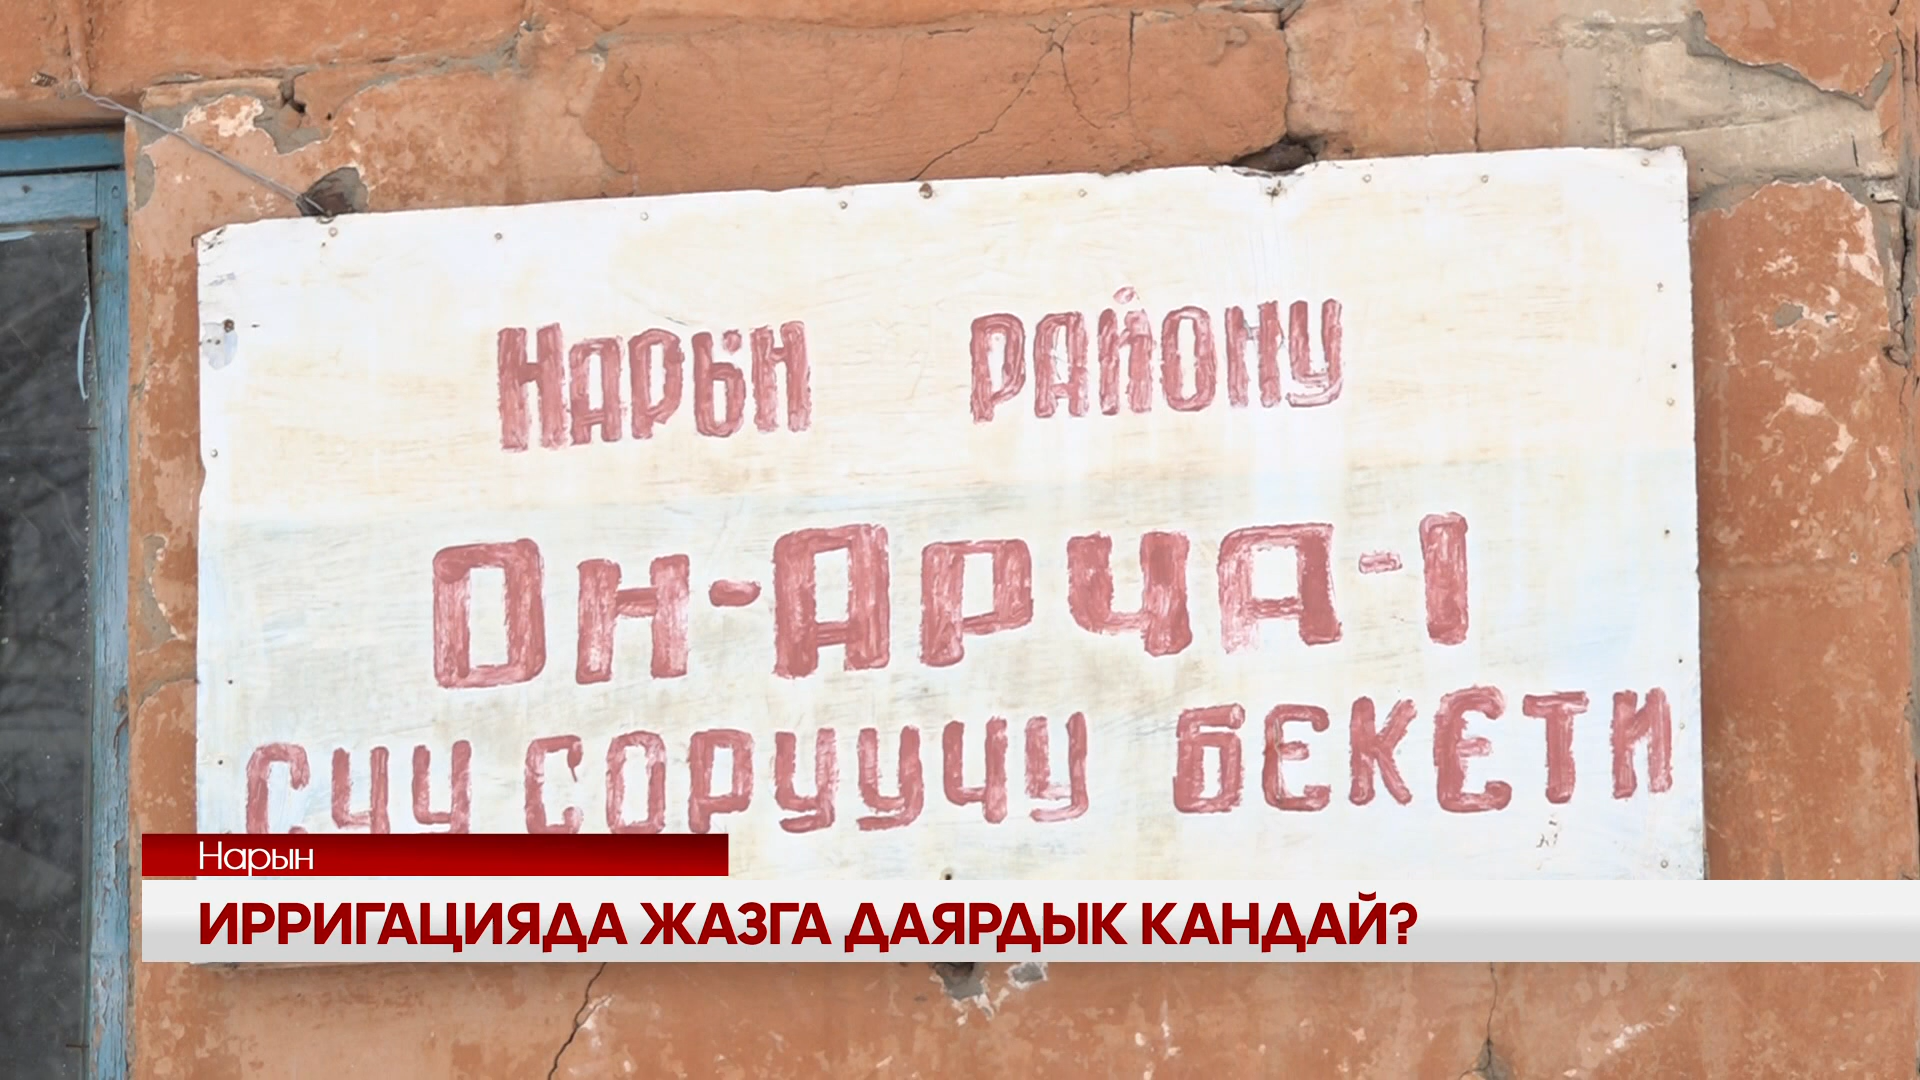 Нарын району
Он-Арча-1
суу соруучу бекети
Нарын
ИРРИГАЦИЯДА ЖАЗГА ДАЯРДЫК КАНДАЙ?